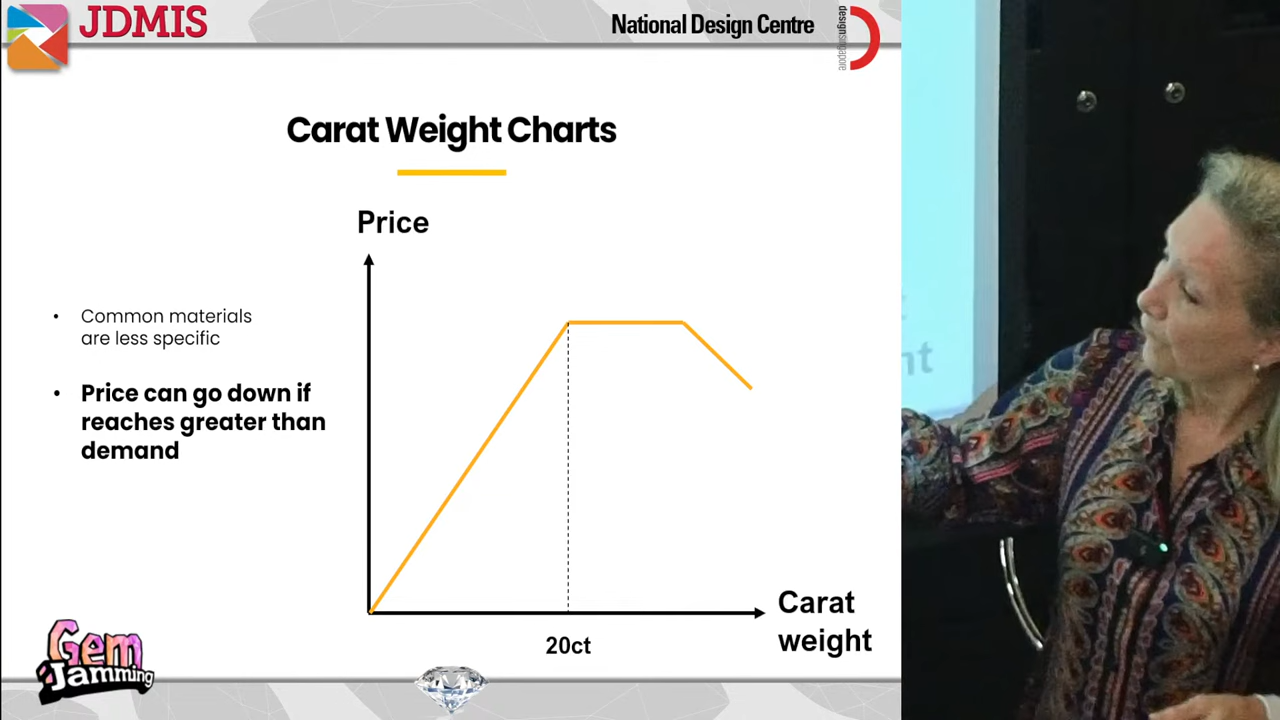 JDMIS
National Design Centre
designsingapore
Carat Weight Charts
Price
• Common materials
are less specific
• Price can go down if
reaches greater than
demand
20ct
Carat
weight
Gem
Jamming